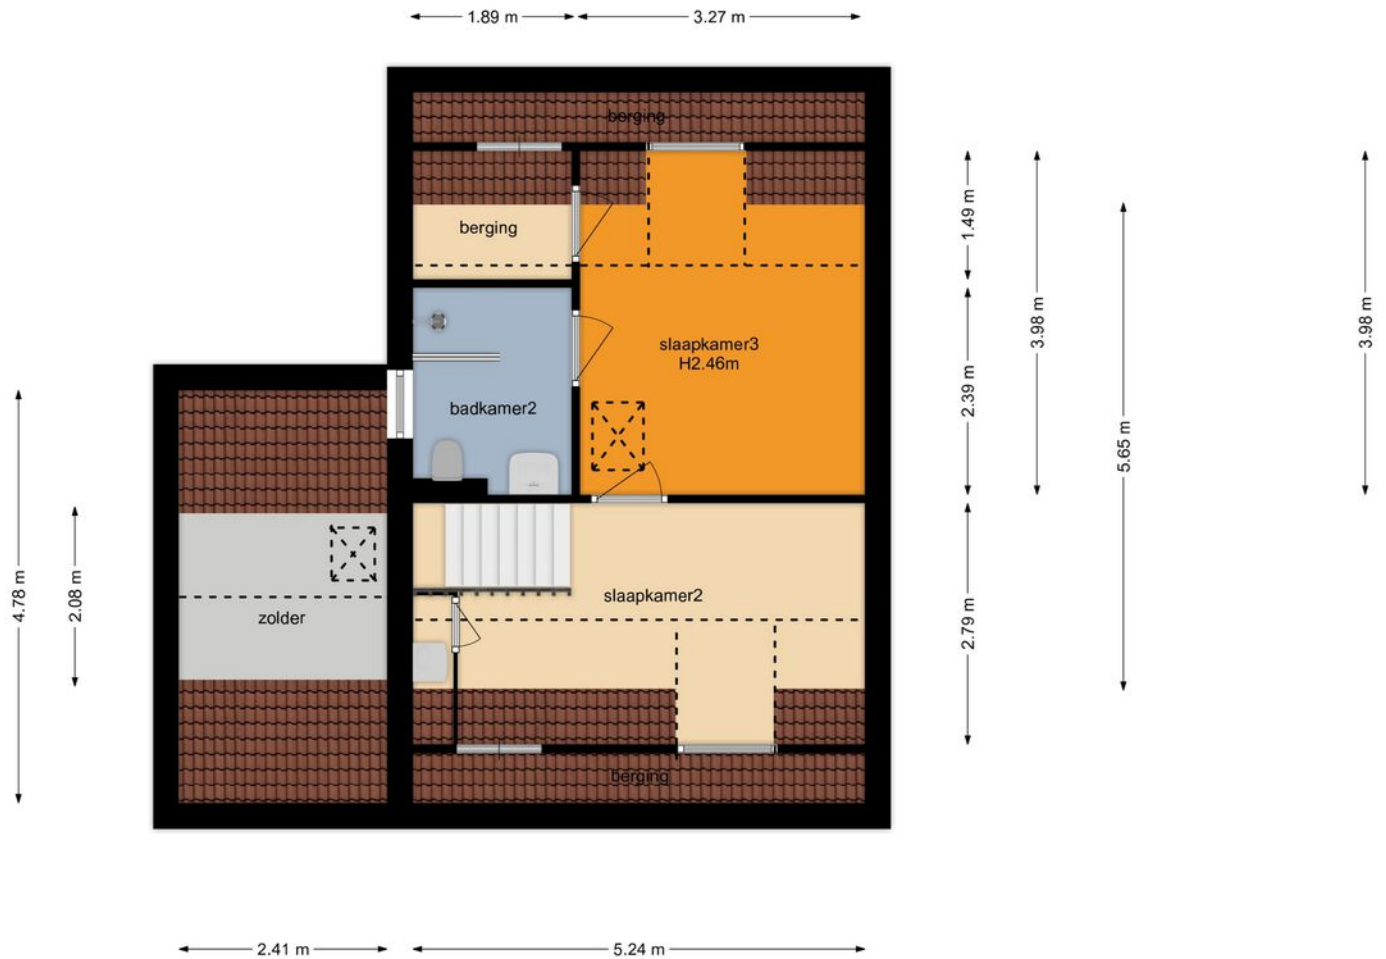 1.89 m
3.27 m
berging
berging
1.49 m
3.98 m
3.98 m
slaapkamer3
H2.46m
2.39 m
badkamer2
5.65 m
4.78 m
2.08 m
slaapkamer2
zolder
2.79 m
berging
2.41 m
5.24 m